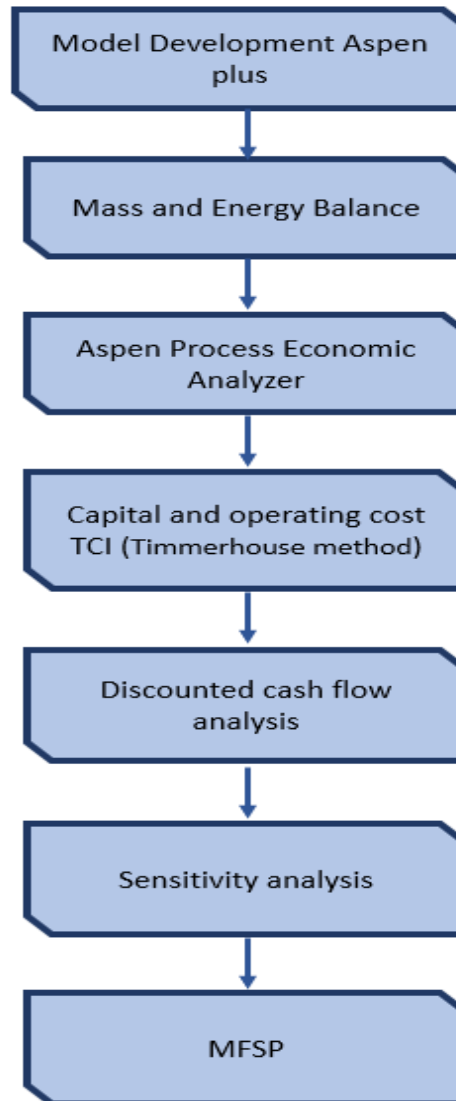 Model Development Aspen
plus
Mass and Energy Balance
Aspen Process Economic
Analyzer
Capital and operating cost
TCI (Timmerhouse method)
Discounted cash flow
analysis
Sensitivity analysis
MFSP